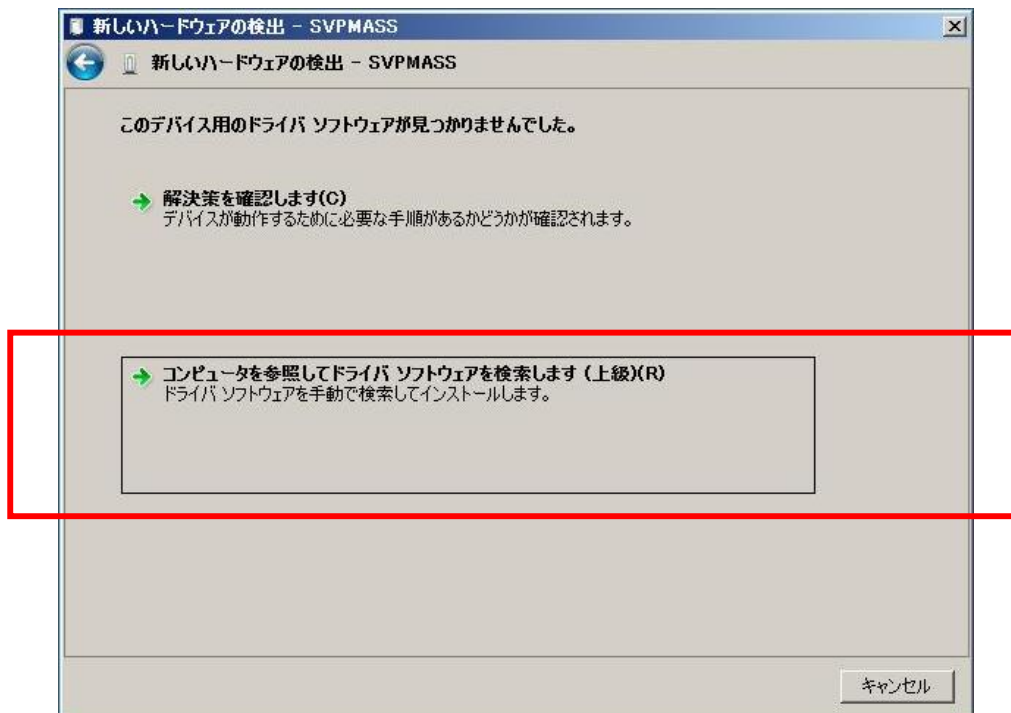 新しいハードウェアの検出 - SVPMASS
新しいハードウェアの検出 - SVPMASS
このデバイス用のドライバ ソフトウェアが見つかりませんでした。
解決策を確認します(C)
デバイスが動作するために必要な手順があるかどうかが確認されます。
コンピュータを参照してドライバ ソフトウェアを検索します (上級)(R)
ドライバ ソフトウェアを手動で検索してインストールします。
キャンセル